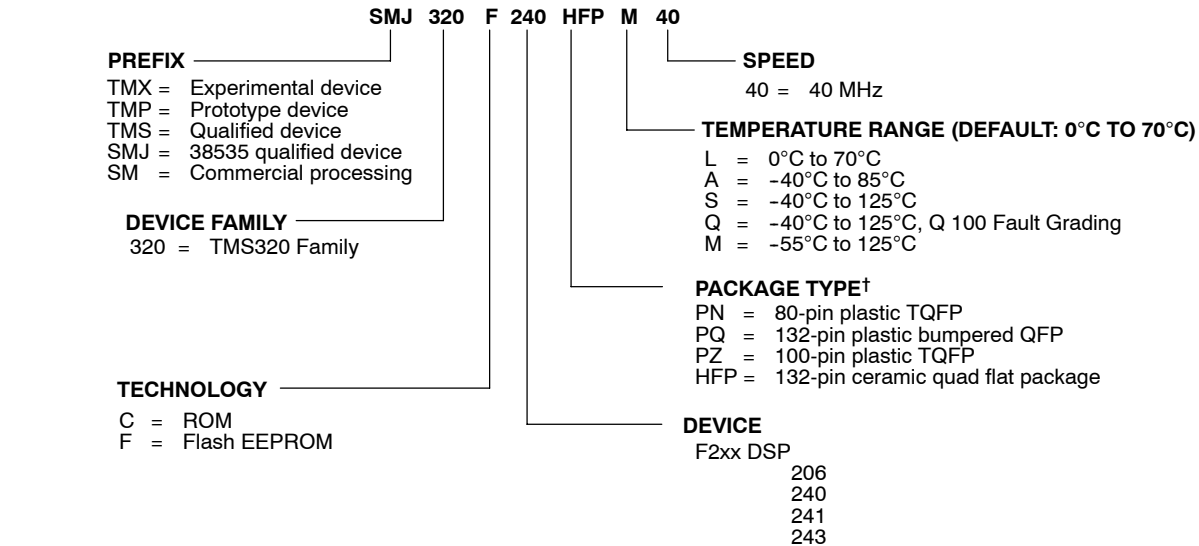 SMJ 320 F 240 HFP M 40
PREFIX
TMX = Experimental device
TMP = Prototype device
TMS = Qualified device
SMJ = 38535 qualified device
SM = Commercial processing
DEVICE FAMILY
320 = TMS320 Family
TECHNOLOGY
C = ROM
F = Flash EEPROM
SPEED
40 = 40 MHz
TEMPERATURE RANGE (DEFAULT: 0°C TO 70°C)
L = 0°C to 70°C
A = −40°C to 85°C
S = −40°C to 125°C
Q = −40°C to 125°C, Q 100 Fault Grading
M = −55°C to 125°C
PACKAGE TYPE†
PN = 80-pin plastic TQFP
PQ = 132-pin plastic bumpered QFP
PZ = 100-pin plastic TQFP
HFP = 132-pin ceramic quad flat package
DEVICE
F2xx DSP
206
240
241
243